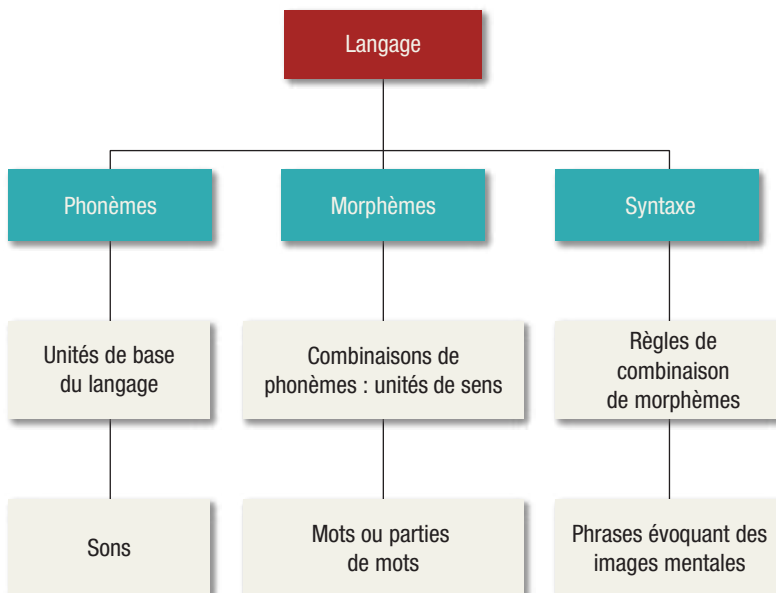 Langage
Phonèmes
Morphèmes
Syntaxe
Unités de base
du langage
Combinaisons de
phonèmes : unités de sens
Règles de
combinaison
de morphèmes
Sons
Mots ou parties
de mots
Phrases évoquant des
images mentales